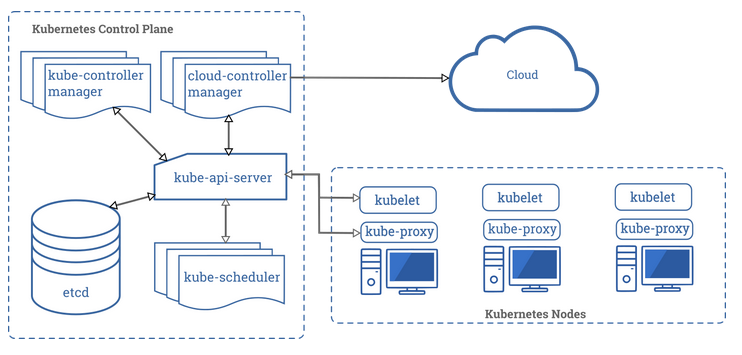 Kubernetes Control Plane
kube-controller
manager
cloud-controller
manager
Cloud
kube-api-server
kubelet
kubelet
kubelet
kube-proxy
kube-proxy
kube-proxy
etcd
kube-scheduler
Kubernetes Nodes